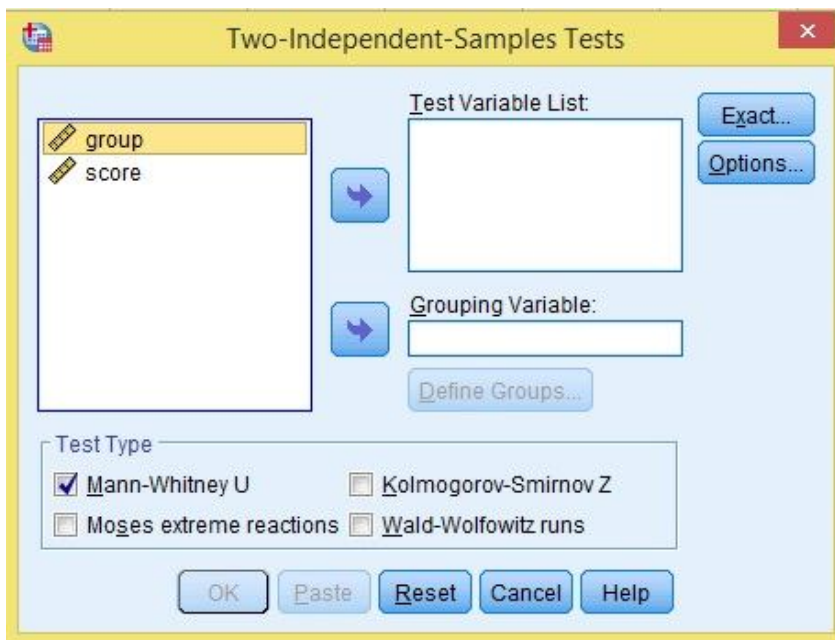 Two-Independent-Samples Tests
group
score
Test Variable List:
Exact...
Options...
Grouping Variable:
Define Groups...
Test Type
Mann-Whitney U
Kolmogorov-Smirnov Z
Moses extreme reactions
Wald-Wolfowitz runs
OK
Paste
Reset
Cancel
Help